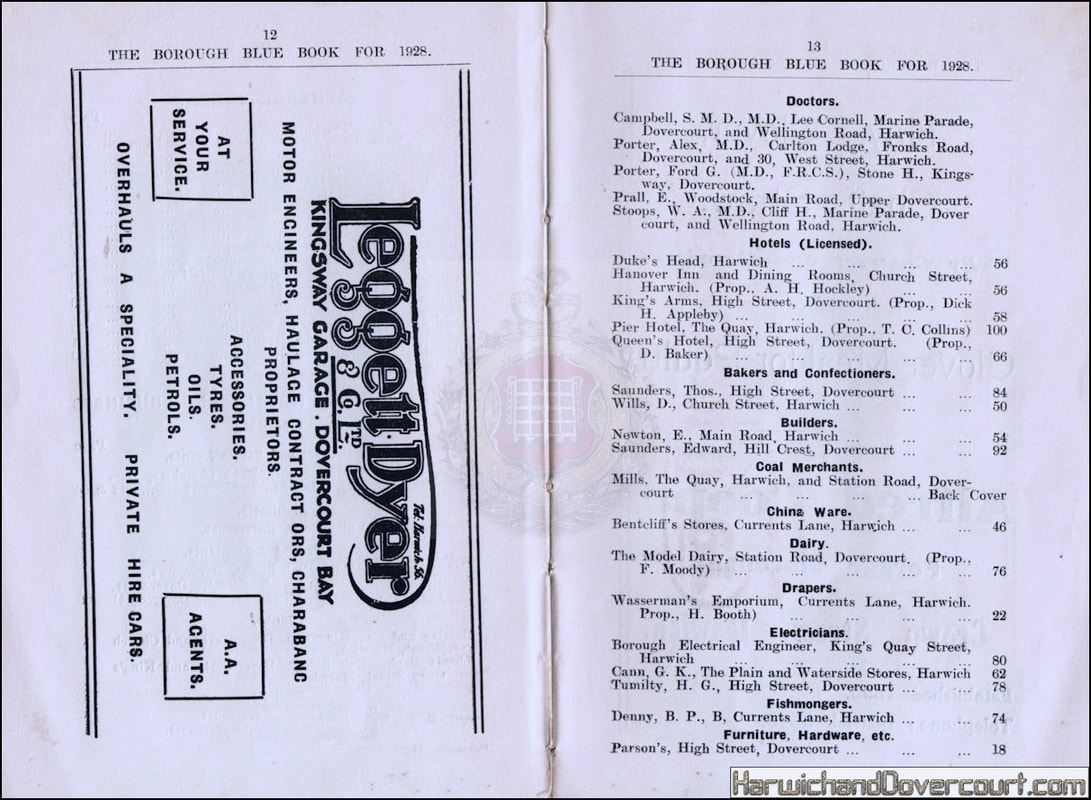 12
THE BOROUGH BLUE BOOK FOR 1928.
AT
YOUR
SERVICE.
A.A.
AGENTS.
Leggett-Dyer
& Co. LTD.
Tel. Harwich 58.
KINGSWAY GARAGE. DOVERCOURT BAY
MOTOR ENGINEERS, HAULAGE CONTRACT ORS, CHARABANC
PROPRIETORS.
ACCESSORIES.
TYRES.
OILS.
PETROLS.
OVERHAULS A SPECIALITY. PRIVATE HIRE CARS
13
THE BOROUGH BLUE BOOK FOR 1928.
Doctors.
Campbell, S. M. D., M.D., Lee Cornell, Marine Parade,
Dovercourt, and Wellington Road, Harwich.
Porter, Alex, M.D., Carlton Lodge, Fronks Road,
Dovercourt, and 30, West Street, Harwich.
Porter, Ford G. (M.D., F.R.C.S.), Stone H., Kings-
way, Dovercourt.
Prall, E., Woodstock, Main Road, Upper Dovercourt.
Stoops, W. A., M.D., Cliff H., Marine Parade, Dover
court, and Wellington Road, Harwich.
Hotels (Licensed).
Duke's Head, Harwich ... ... ... ... 56
Hanover Inn and Dining Rooms, Church Street,
Harwich. (Prop., A. H. Hockley) ... ... 56
King's Arms, High Street, Dovercourt. (Prop., Dick
H. Appleby) ... ... ... ... ... 58
Pier Hotel, The Quay, Harwich. (Prop., T. C. Collins) 100
Queen's Hotel, High Street, Dovercourt. (Prop.,
D. Baker) ... ... ... ... ... 66
Bakers and Confectioners.
Saunders, Thos., High Street, Dovercourt ... ... 84
Wills, D., Church Street, Harwich ... ... ... 50
Builders.
Newton, E., Main Road, Harwich ... ... ... 54
Saunders, Edward, Hill Crest, Dovercourt ... ... 92
Coal Merchants.
Mills, The Quay, Harwich, and Station Road, Dover-
court ... ... ... ... Back Cover
China Ware.
Bentcliff's Stores, Currents Lane, Harwich ... ... 46
Dairy.
The Model Dairy, Station Road, Dovercourt. (Prop.,
F. Moody) ... ... ... ... ... 76
Drapers.
Wasserman's Emporium, Currents Lane, Harwich.
Prop., H. Booth) ... ... ... ... 22
Electricians.
Borough Electrical Engineer, King's Quay Street,
Harwich ... ... ... ... ... 80
Cann, G. K., The Plain and Waterside Stores, Harwich 62
Tumilty, H. G., High Street, Dovercourt ... ... 78
Fishmongers.
Denny, B. P., B, Currents Lane, Harwich ... ... 74
Furniture, Hardware, etc.
Parson's, High Street, Dovercourt ... ... ... 18
HarwichandDovercourt.com